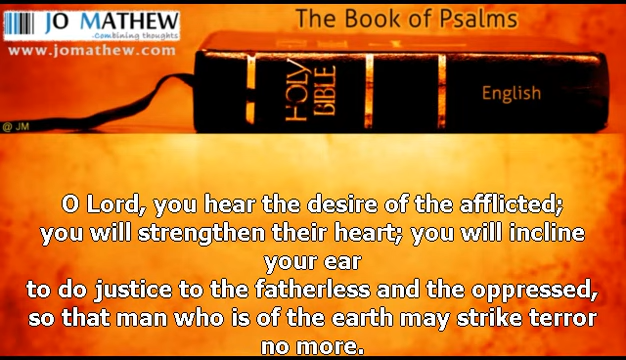 JO MATHEW
.Combining thoughts
www.jomathew.com
The Book of Psalms
HOLY
BIBLE
English
@ JM
O Lord, you hear the desire of the afflicted;
you will strengthen their heart; you will incline
your ear
to do justice to the fatherless and the oppressed,
so that man who is of the earth may strike terror
no more.